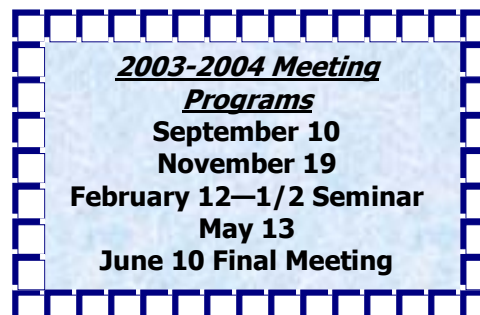 2003-2004 Meeting
Programs
September 10
November 19
February 12—1/2 Seminar
May 13
June 10 Final Meeting